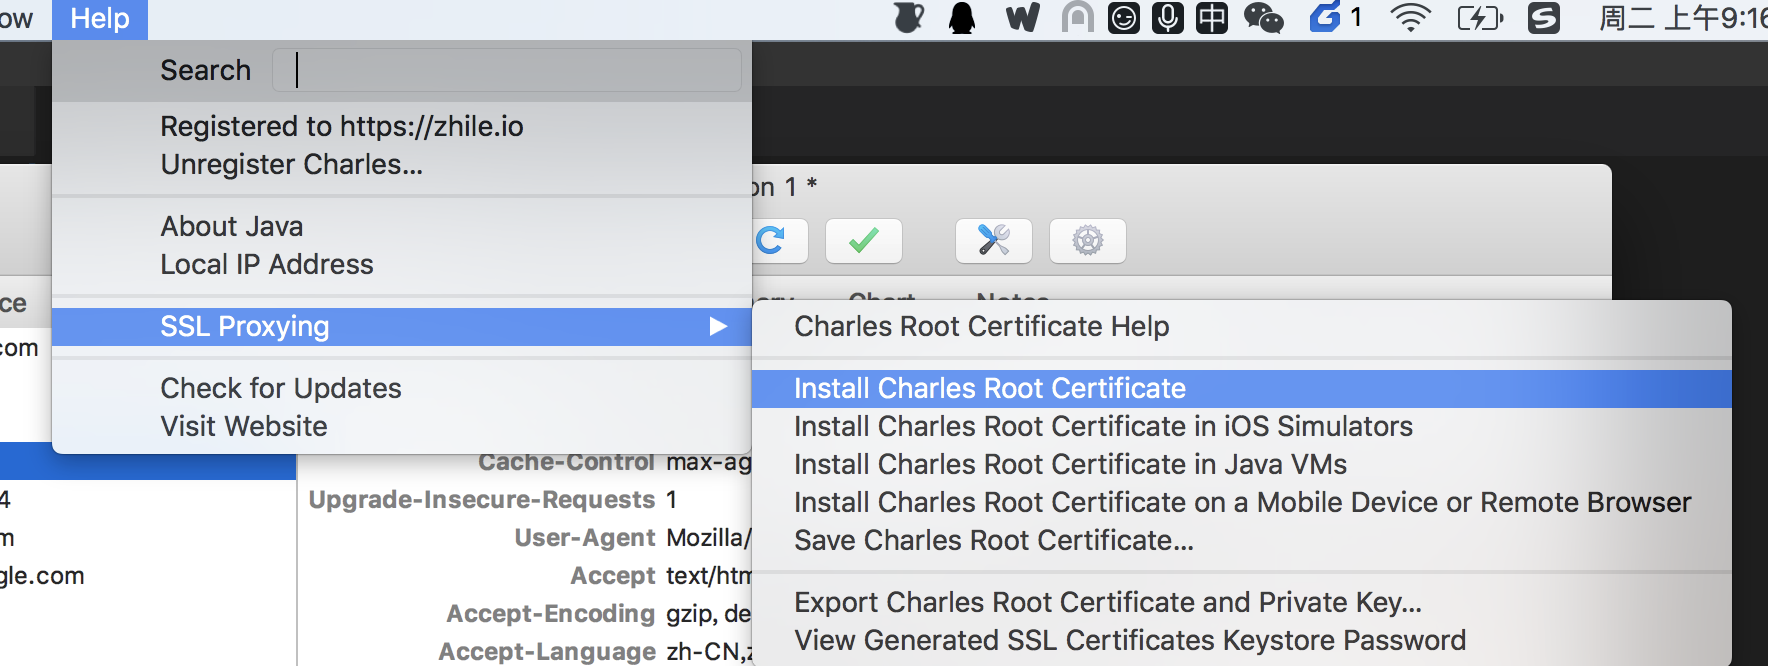 ow Help 1 周二 上午9:16
Search
Registered to https://zhile.io
Unregister Charles...
on 1 *
About Java
Local IP Address
ce
SSL Proxying
Charles Root Certificate Help
com
Check for Updates
Install Charles Root Certificate
Visit Website
Install Charles Root Certificate in iOS Simulators
Cache-Control max-ag
Install Charles Root Certificate in Java VMs
4
Upgrade-Insecure-Requests 1
Install Charles Root Certificate on a Mobile Device or Remote Browser
m
User-Agent Mozilla/
Save Charles Root Certificate...
gle.com
Accept text/htm
Accept-Encoding gzip, de
Export Charles Root Certificate and Private Key...
Accept-Language zh-CN,z
View Generated SSL Certificates Keystore Password